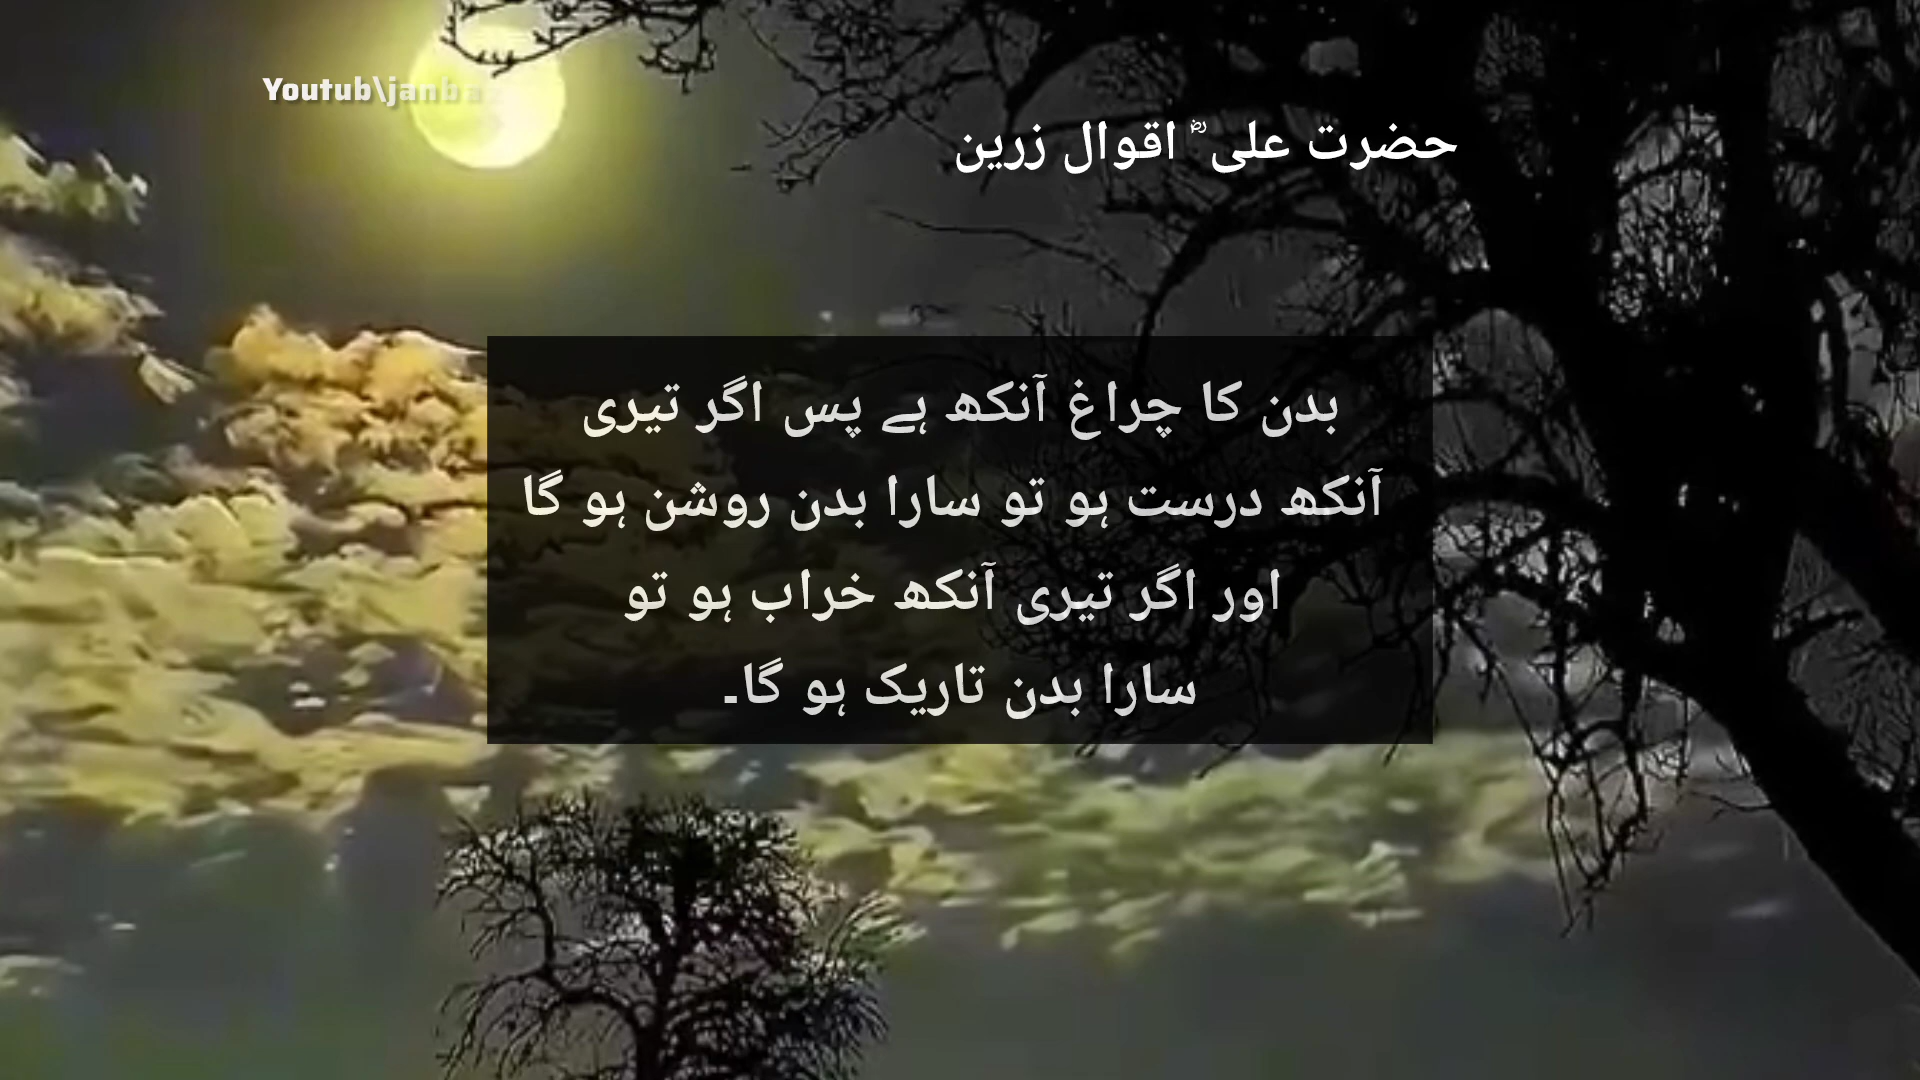 Youtub\janba
حضرت علی ؓ اقوال زرین
بدن کا چراغ آنکھ ہے پس اگر تیری
آنکھ درست ہو تو سارا بدن روشن ہو گا
اور اگر تیری آنکھ خراب ہو تو
سارا بدن تاریک ہو گا۔